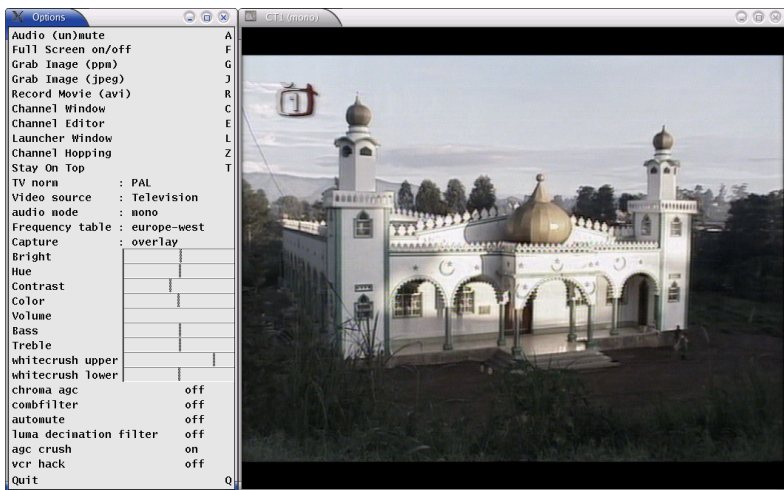 Options
CT1 (mono)
Audio (un)mute A
Full Screen on/off F
Grab Image (ppm) G
Grab Image (jpeg) J
Record Movie (avi) R
Channel Window C
Channel Editor E
Launcher Window L
Channel Hopping Z
Stay On Top T
TV norm : PAL
Video source : Television
audio mode : mono
Frequency table : europe-west
Capture : overlay
Bright
Hue
Contrast
Color
Volume
Bass
Treble
whitecrush upper
whitecrush lower
chroma agc off
combfilter off
automute off
luma decimation filter off
agc crush on
vcr hack off
Quit Q
1